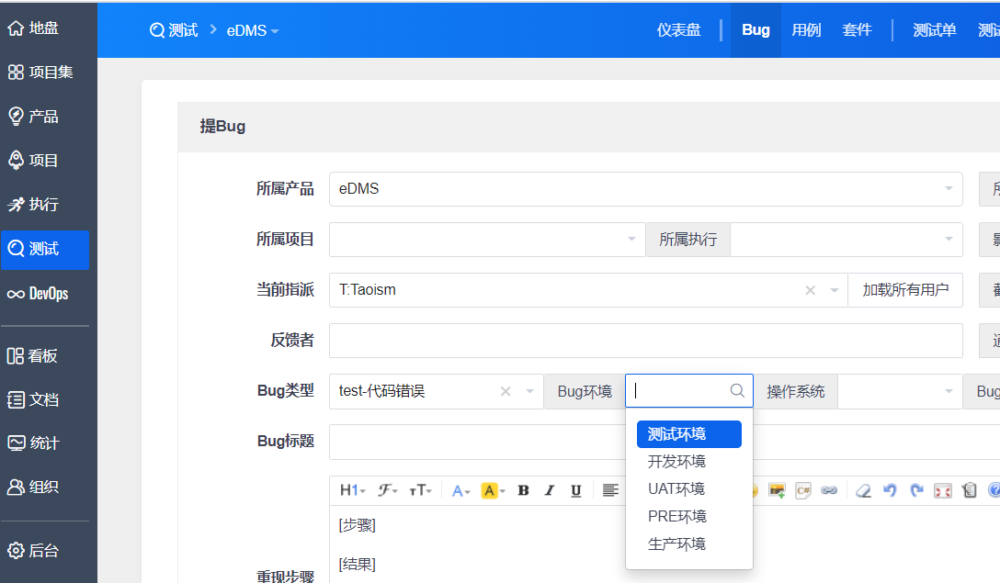 地盘
项目集
产品
项目
执行
测试
DevOps
看板
文档
统计
组织
后台
测试 > eDMS
仪表盘 | Bug 用例 套件 | 测试单
提Bug
所属产品 eDMS
所属项目 所属执行
当前指派 T:Taoism × 加载所有用户
反馈者
Bug类型 test-代码错误 × Bug环境 操作系统 Bug
测试环境
开发环境
UAT环境
PRE环境
生产环境
Bug标题
H1 F TT A A B I U C#
[步骤]
[结果]
重现步骤